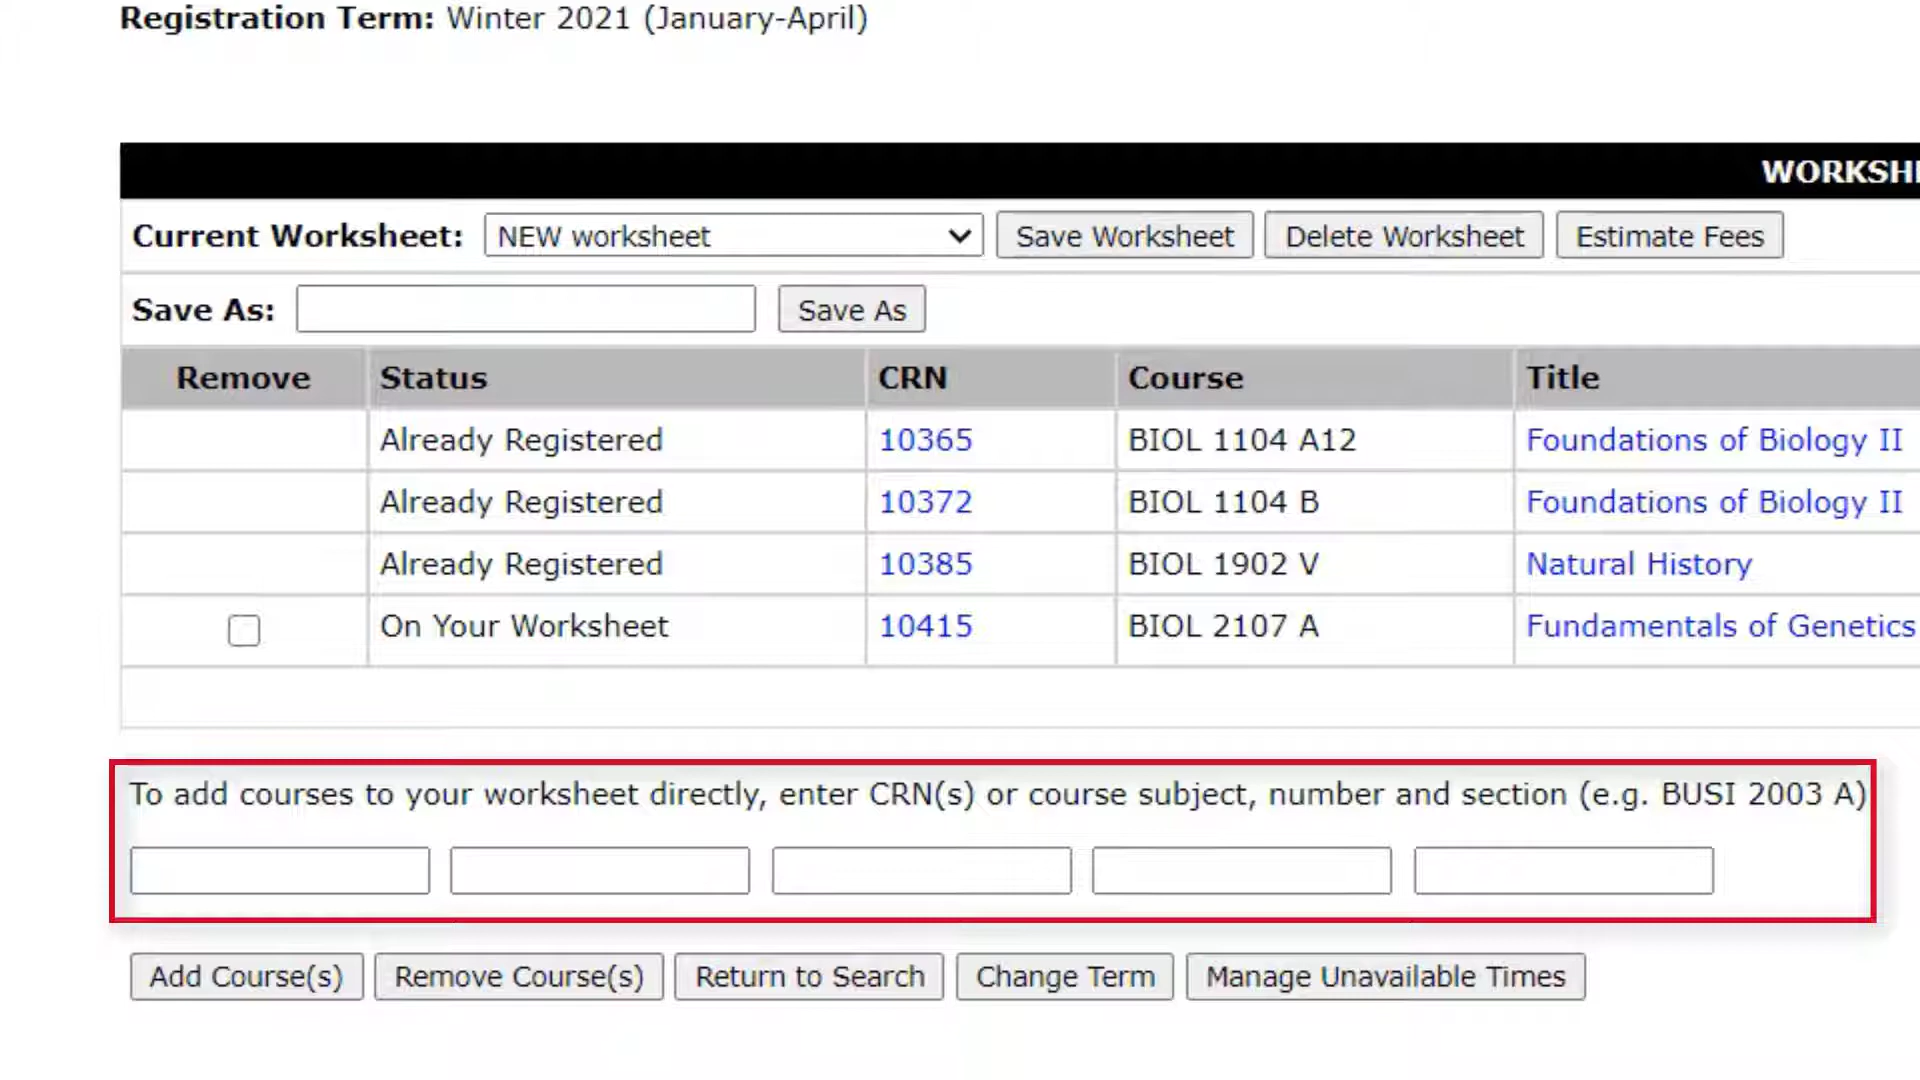 Registration Term: Winter 2021 (January-April)
Current Worksheet: NEW worksheet Save Worksheet Delete Worksheet Estimate Fees
Save As: Save As
Remove Status CRN Course Title
Already Registered 10365 BIOL 1104 A12 Foundations of Biology II
Already Registered 10372 BIOL 1104 B Foundations of Biology II
Already Registered 10385 BIOL 1902 V Natural History
On Your Worksheet 10415 BIOL 2107 A Fundamentals of Genetics
To add courses to your worksheet directly, enter CRN(s) or course subject, number and section (e.g. BUSI 2003 A)
Add Course(s) Remove Course(s) Return to Search Change Term Manage Unavailable Times